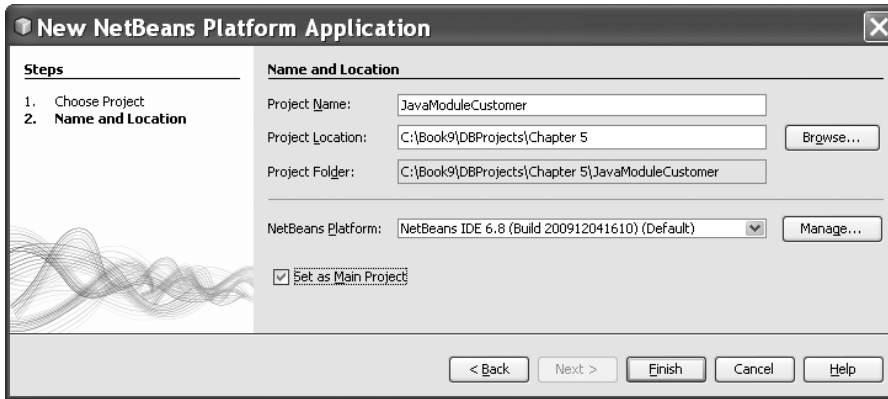 New NetBeans Platform Application
Steps
1. Choose Project
2. Name and Location
Name and Location
Project Name: JavaModuleCustomer
Project Location: C:\Book9\DBProjects\Chapter 5 Browse...
Project Folder: C:\Book9\DBProjects\Chapter 5\JavaModuleCustomer
NetBeans Platform: NetBeans IDE 6.8 (Build 200912041610) (Default) Manage...
Set as Main Project
< Back Next > Finish Cancel Help